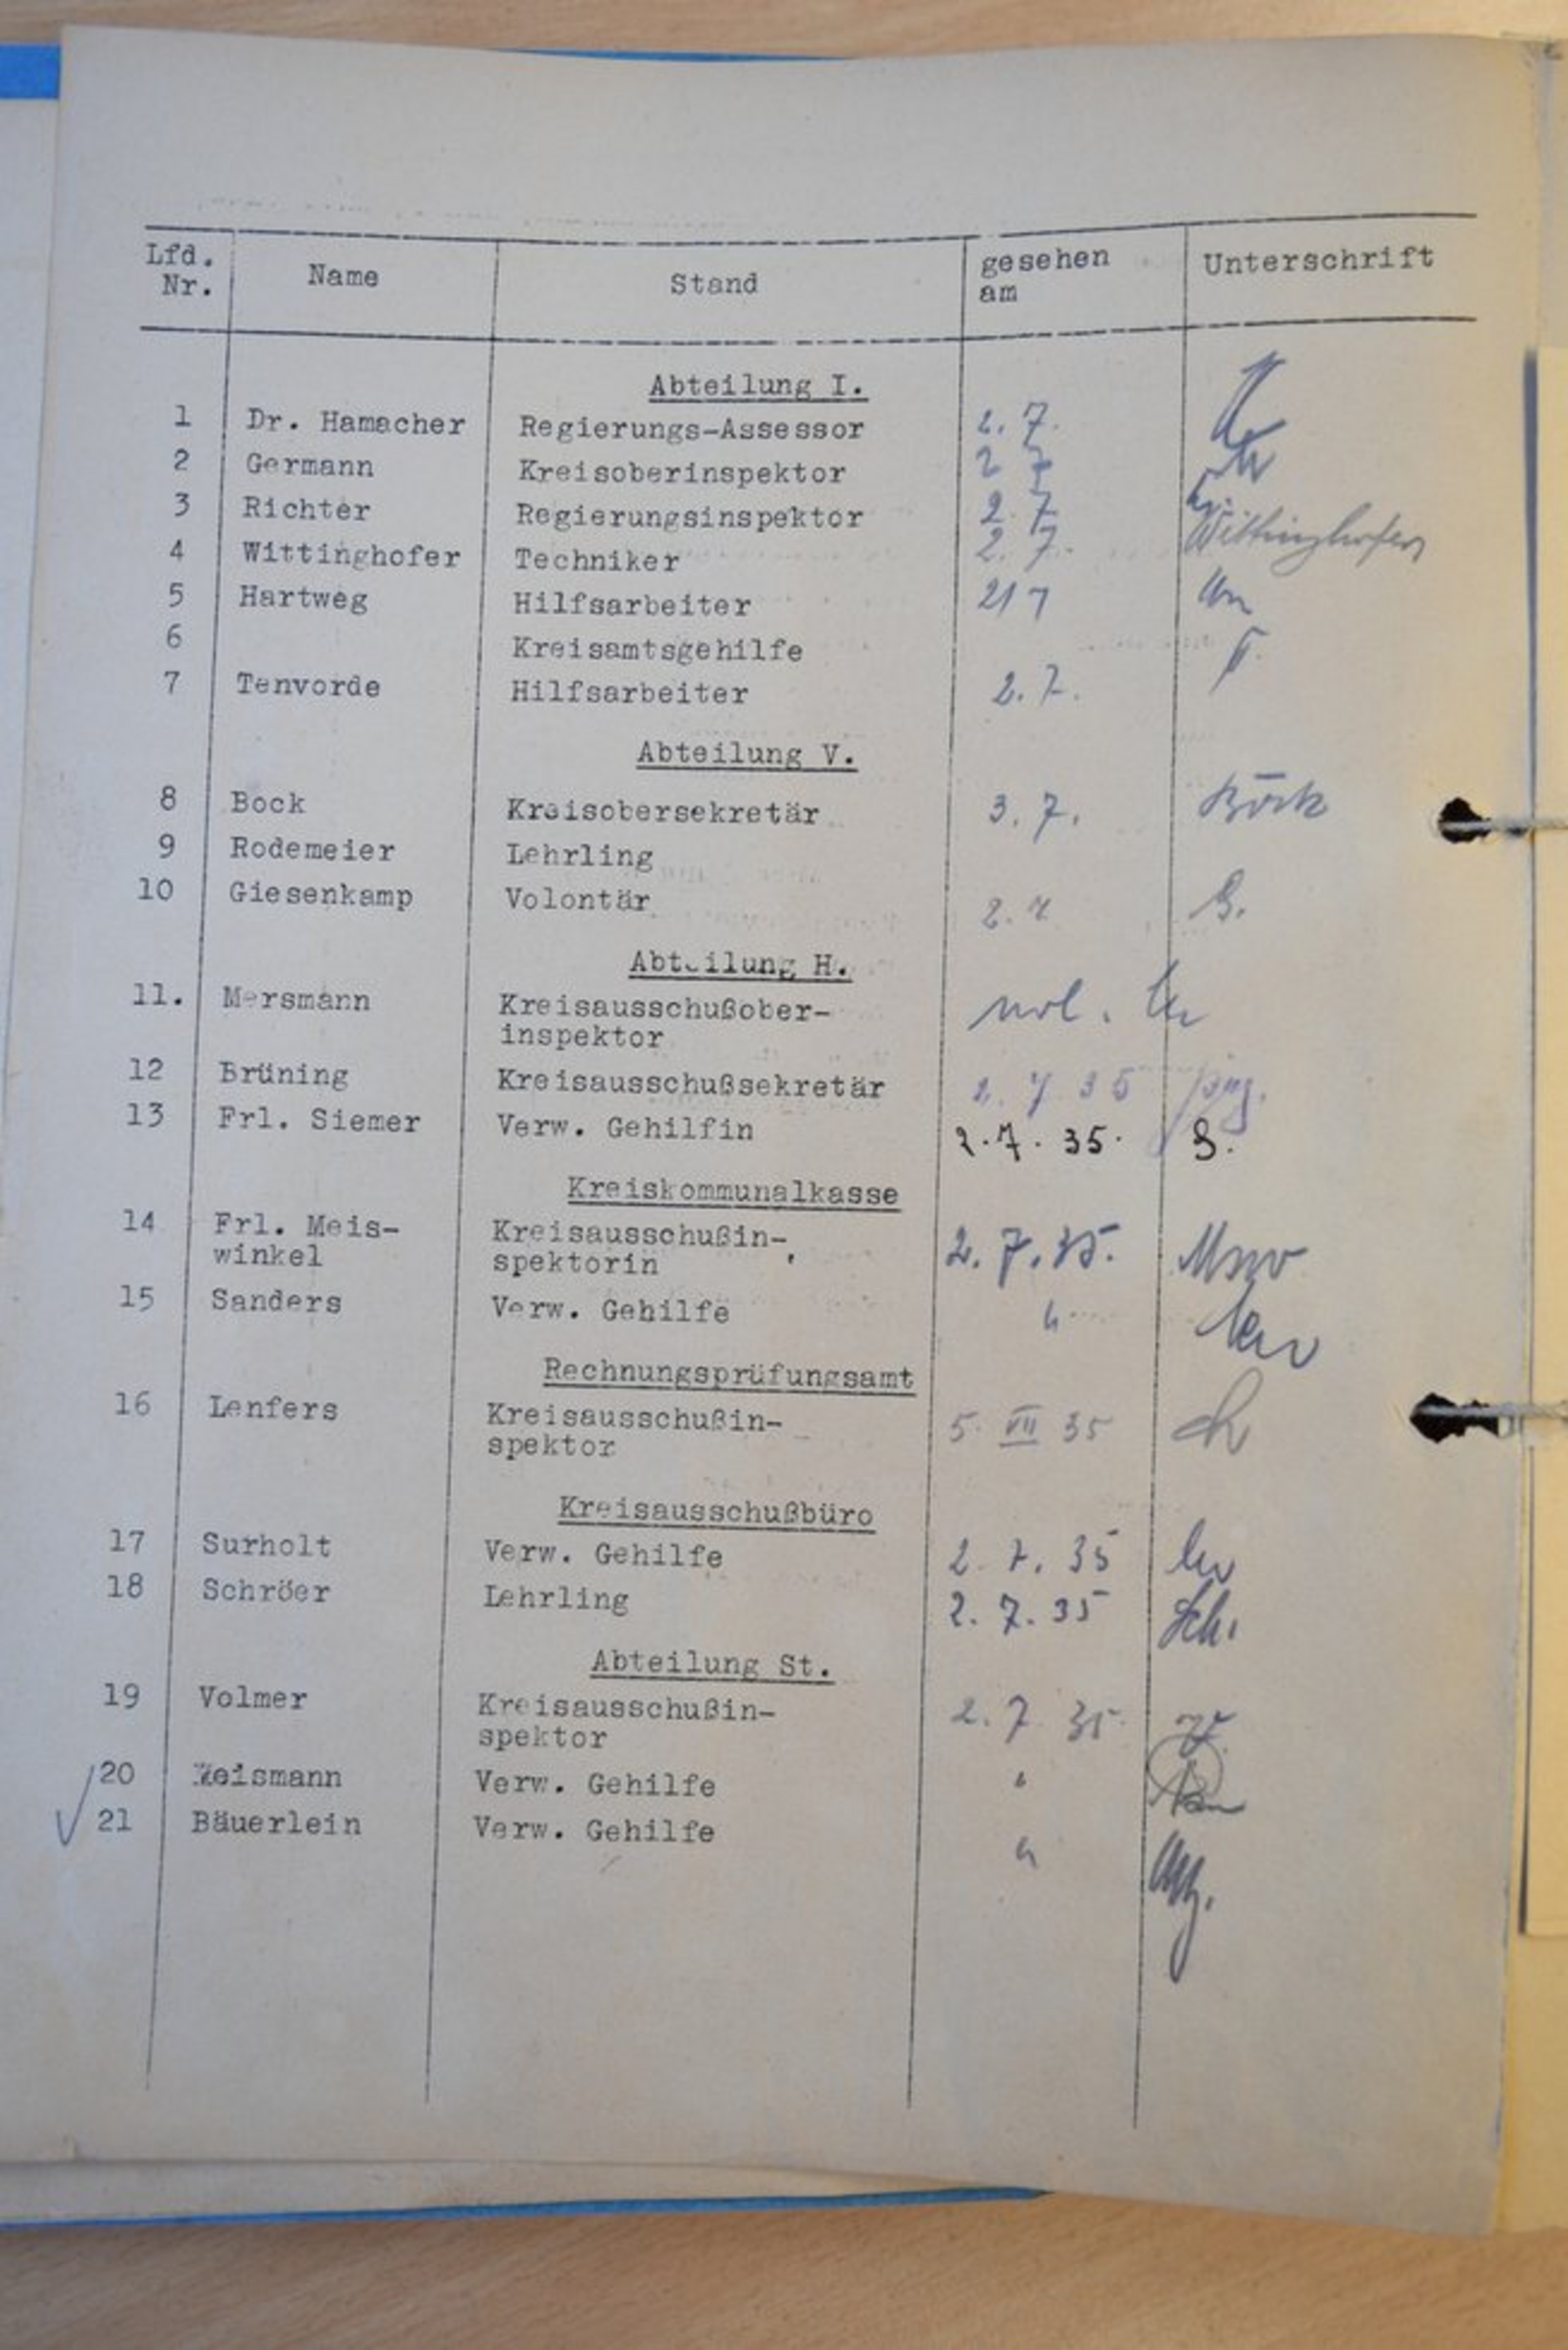 Lfd. Nr. Name Stand gesehen am Unterschrift
Abteilung I.
1 Dr. Hamacher Regierungs-Assessor 2. 7.
2 Germann Kreisoberinspektor 2 7
3 Richter Regierungsinspektor 2. 7
4 Wittinghofer Techniker 2. 7. Wittinghofer
5 Hartweg Hilfsarbeiter 2/7
6 Kreisamtsgehilfe
7 Tenvorde Hilfsarbeiter 2. 7.
Abteilung V.
8 Bock Kreisobersekretär 3. 7. Bock
9 Rodemeier Lehrling
10 Giesenkamp Volontär 2. 7 G.
Abteilung H.
11. Mersmann Kreisausschußober-
inspektor
12 Brüning Kreisausschußsekretär 2. 7 35
13 Frl. Siemer Verw. Gehilfin 2. 7. 35. S.
Kreiskommunalkasse
14 Frl. Meis- Kreisausschußin- 2. 7. 35.
winkel spektorin
15 Sanders Verw. Gehilfe "
Rechnungsprüfungsamt
16 Lenfers Kreisausschußin- 5. VII 35
spektor
Kreisausschußbüro
17 Surholt Verw. Gehilfe 2. 7. 35
18 Schröer Lehrling 2. 7. 35 Sch.
Abteilung St.
19 Volmer Kreisausschußin- 2. 7 35.
spektor
20 Weismann Verw. Gehilfe "
21 Bäuerlein Verw. Gehilfe "